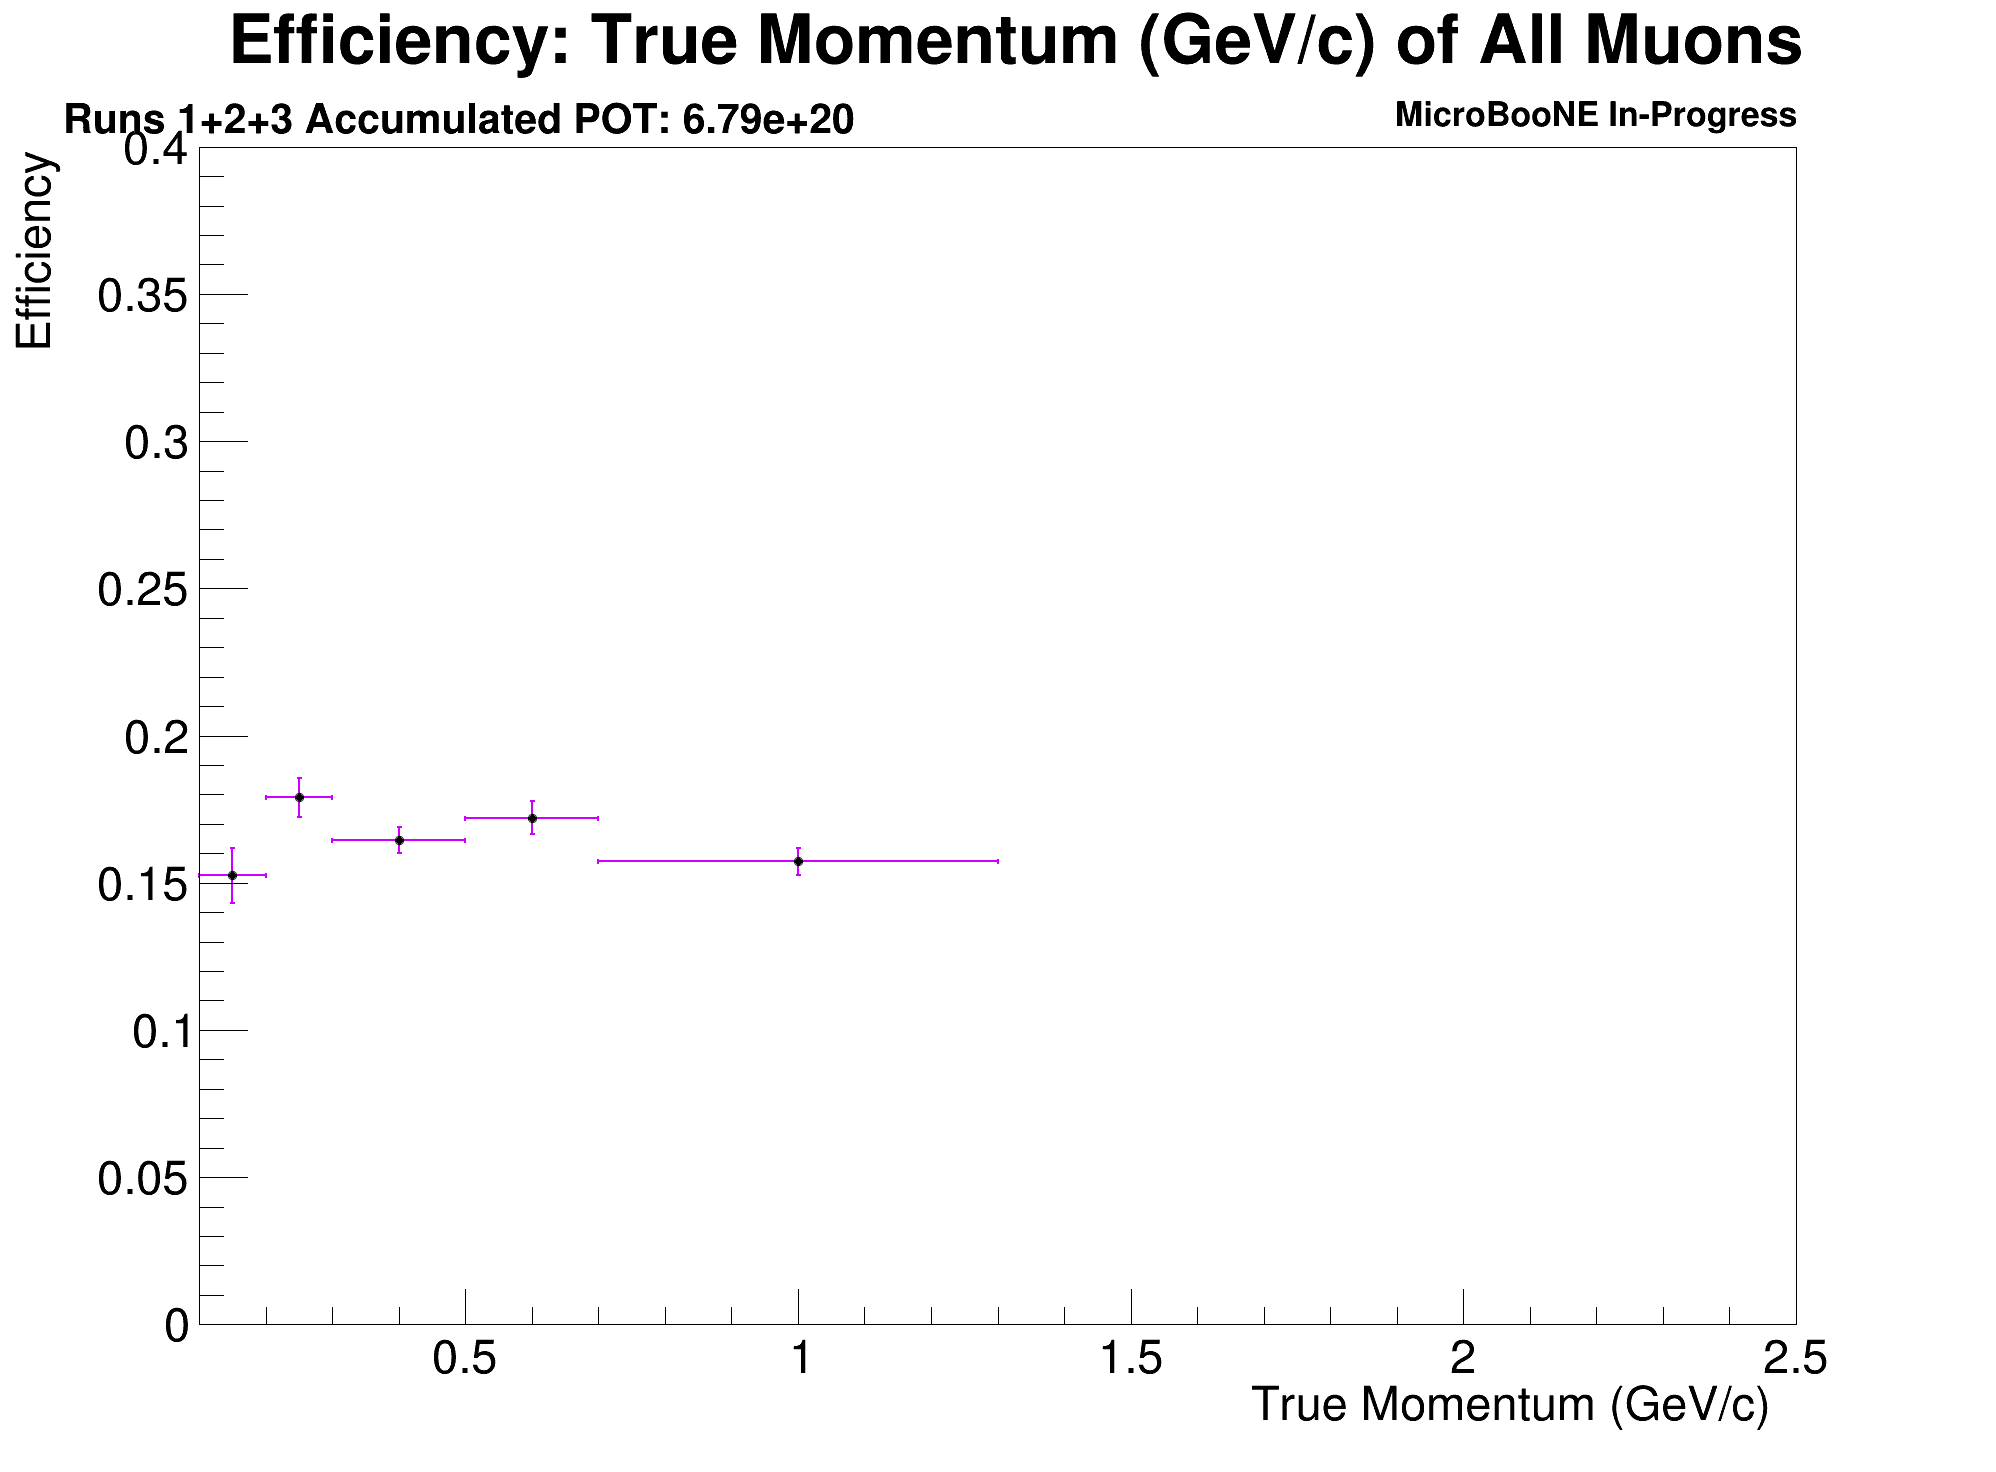 Efficiency: True Momentum (GeV/c) of All Muons
Runs 1+2+3 Accumulated POT: 6.79e+20
MicroBooNE In-Progress
Efficiency
0.4
0.35
0.3
0.25
0.2
0.15
0.1
0.05
0
0.5 1 1.5 2 2.5
True Momentum (GeV/c)